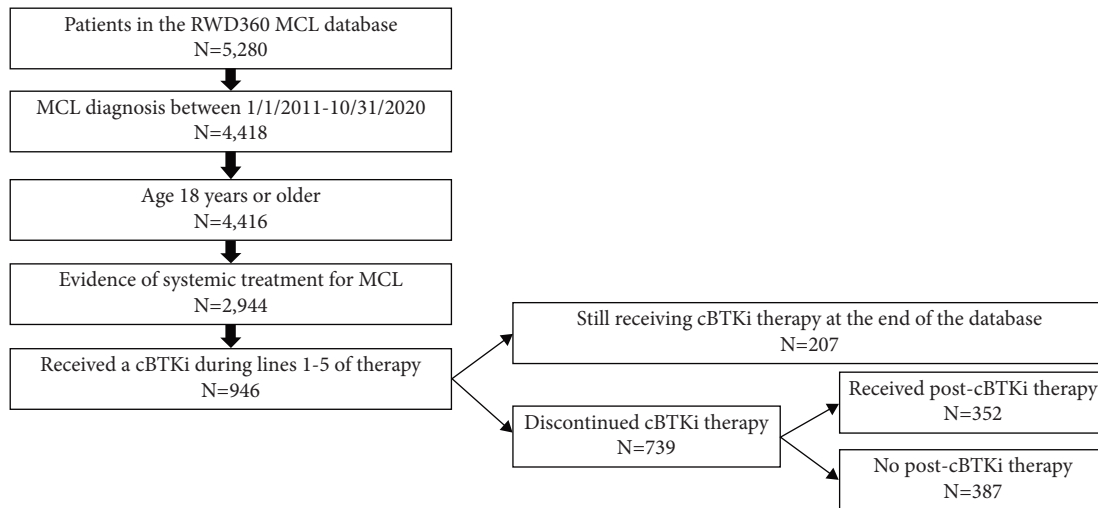 Patients in the RWD360 MCL database
N=5,280
MCL diagnosis between 1/1/2011-10/31/2020
N=4,418
Age 18 years or older
N=4,416
Evidence of systemic treatment for MCL
N=2,944
Received a cBTKi during lines 1-5 of therapy
N=946
Still receiving cBTKi therapy at the end of the database
N=207
Discontinued cBTKi therapy
N=739
Received post-cBTKi therapy
N=352
No post-cBTKi therapy
N=387